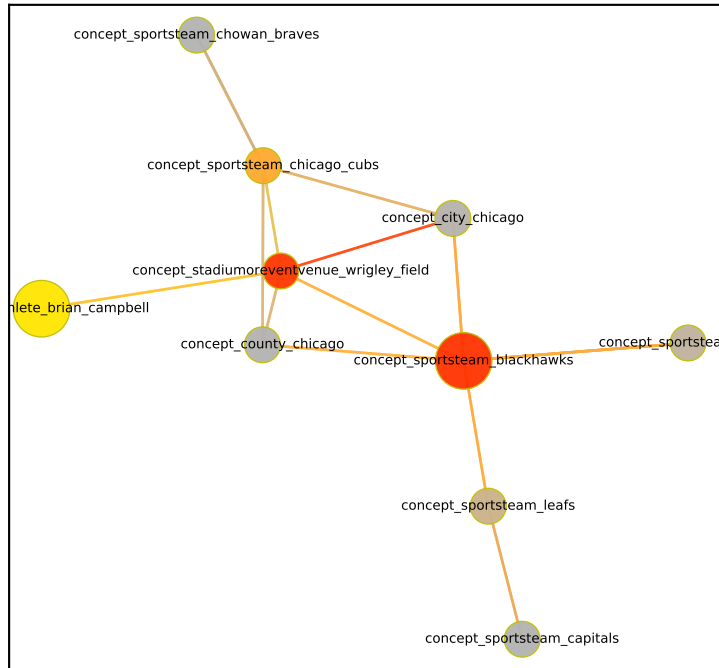 concept_sportsteam_chowan_braves
concept_sportsteam_chicago_cubs
concept_city_chicago
concept_stadiumoreventvenue_wrigley_field
hlete_brian_campbell
concept_county_chicago
concept_sportstea
concept_sportsteam_blackhawks
concept_sportsteam_leafs
concept_sportsteam_capitals